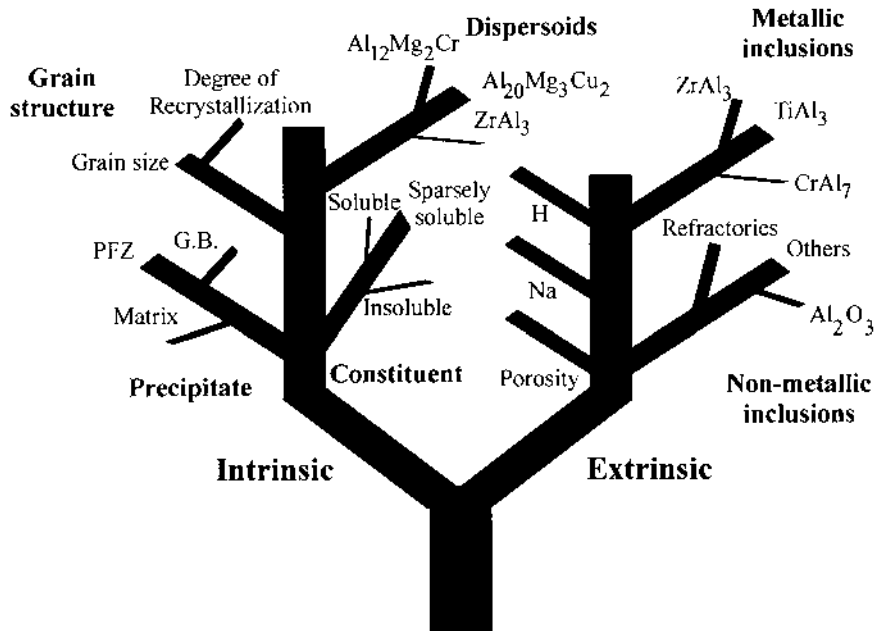 Grain
structure
Degree of
Recrystallization
Grain size
Al₁₂Mg₂Cr
Dispersoids
Al₂₀Mg₃Cu₂
ZrAl₃
PFZ
G.B.
Matrix
Precipitate
Soluble
Sparsely
soluble
Insoluble
Constituent
Intrinsic
Metallic
inclusions
ZrAl₃
TiAl₃
CrAl₇
H
Na
Porosity
Refractories
Others
Al₂O₃
Non-metallic
inclusions
Extrinsic